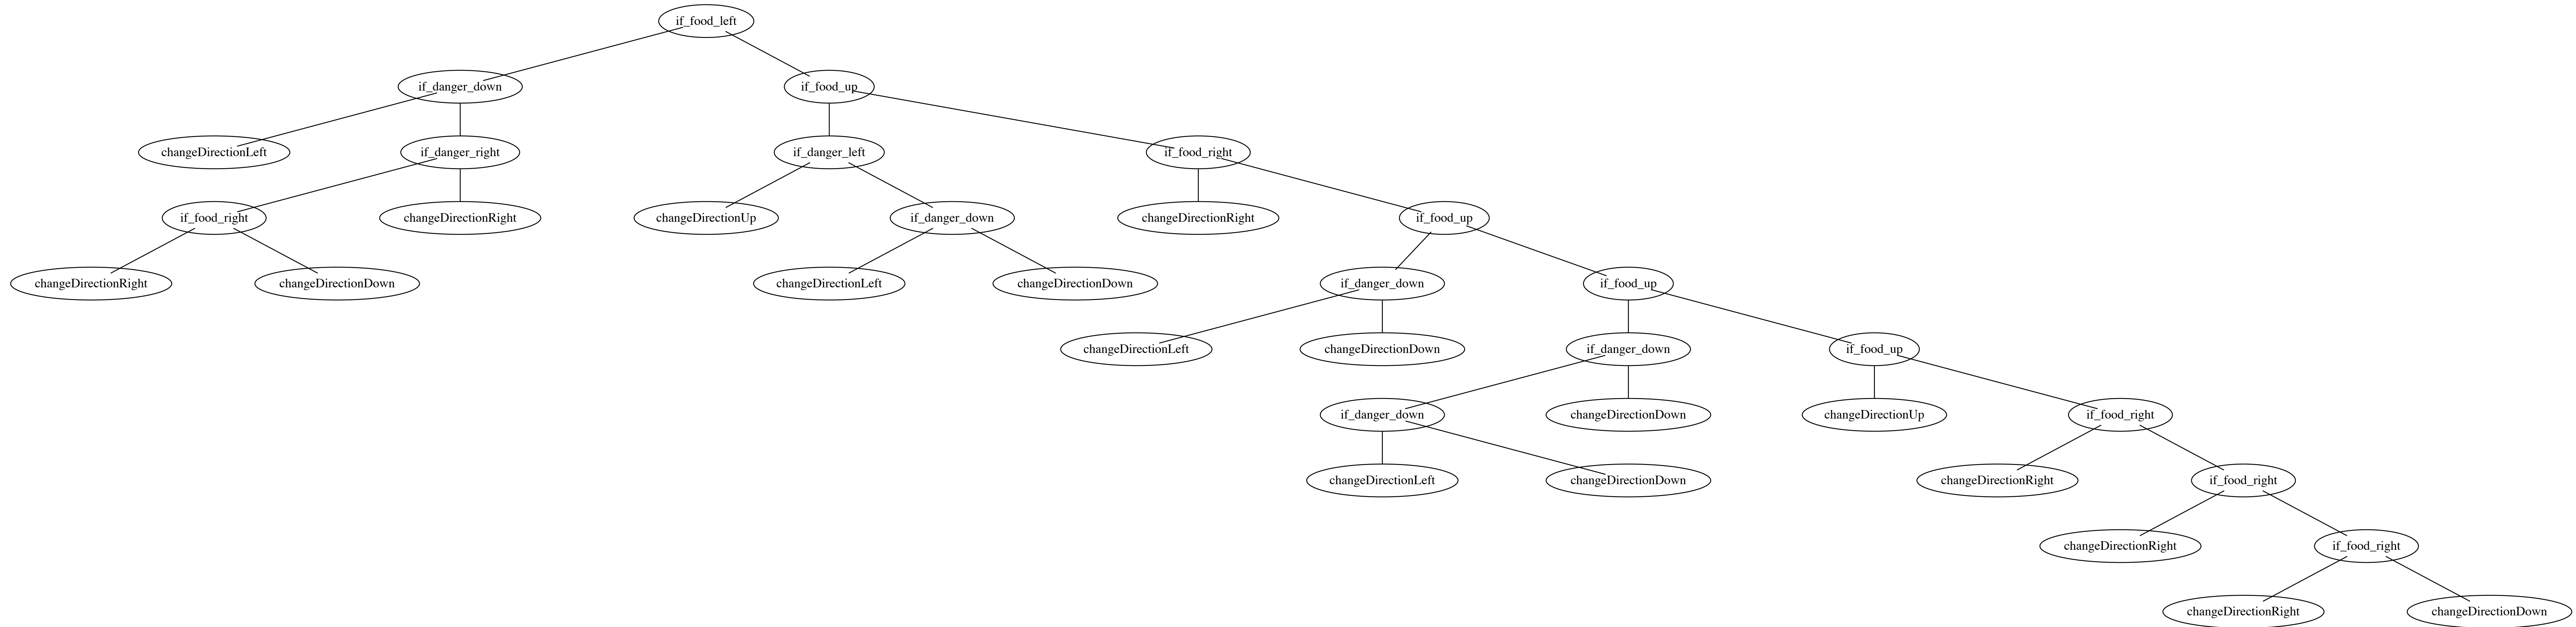 if_food_left
if_danger_down
if_food_up
changeDirectionLeft
if_danger_right
if_danger_left
if_food_right
if_food_right
changeDirectionRight
changeDirectionUp
if_danger_down
changeDirectionRight
if_food_up
changeDirectionRight
changeDirectionDown
changeDirectionLeft
changeDirectionDown
if_danger_down
if_food_up
changeDirectionLeft
changeDirectionDown
if_danger_down
if_food_up
if_danger_down
changeDirectionDown
changeDirectionUp
if_food_right
changeDirectionLeft
changeDirectionDown
changeDirectionRight
if_food_right
changeDirectionRight
if_food_right
changeDirectionRight
changeDirectionDown